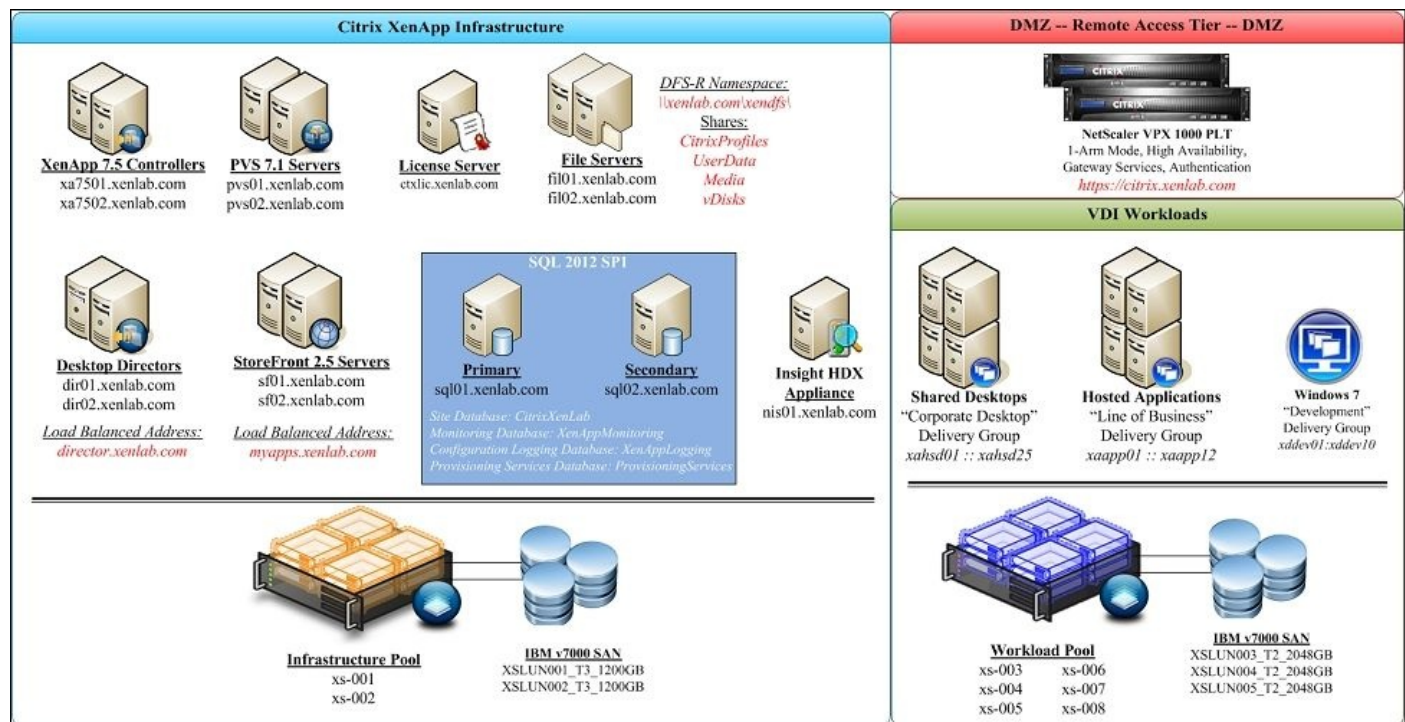 Citrix XenApp Infrastructure
XenApp 7.5 Controllers
xa7501.xenlab.com
xa7502.xenlab.com
PVS 7.1 Servers
pvs01.xenlab.com
pvs02.xenlab.com
License Server
ctxlic.xenlab.com
File Servers
fil01.xenlab.com
fil02.xenlab.com
DFS-R Namespace:
\\xenlab.com\xendfs\
Shares:
CitrixProfiles
UserData
Media
vDisks
Desktop Directors
dir01.xenlab.com
dir02.xenlab.com
Load Balanced Address:
director.xenlab.com
StoreFront 2.5 Servers
sf01.xenlab.com
sf02.xenlab.com
Load Balanced Address:
myapps.xenlab.com
SQL 2012 SP1
Primary
sql01.xenlab.com
Secondary
sql02.xenlab.com
Site Database: CitrixXenLab
Monitoring Database: XenAppMonitoring
Configuration Logging Database: XenAppLogging
Provisioning Services Database: ProvisioningServices
Insight HDX
Appliance
nis01.xenlab.com
Infrastructure Pool
xs-001
xs-002
IBM v7000 SAN
XSLUN001_T3_1200GB
XSLUN002_T3_1200GB
DMZ -- Remote Access Tier -- DMZ
CITRIX
CITRIX
NetScaler VPX 1000 PLT
1-Arm Mode, High Availability,
Gateway Services, Authentication
https://citrix.xenlab.com
VDI Workloads
Shared Desktops
“Corporate Desktop”
Delivery Group
xahsd01 :: xahsd25
Hosted Applications
“Line of Business”
Delivery Group
xaapp01 :: xaapp12
Windows 7
“Development”
Delivery Group
xddev01:xddev10
Workload Pool
xs-003 xs-006
xs-004 xs-007
xs-005 xs-008
IBM v7000 SAN
XSLUN003_T2_2048GB
XSLUN004_T2_2048GB
XSLUN005_T2_2048GB